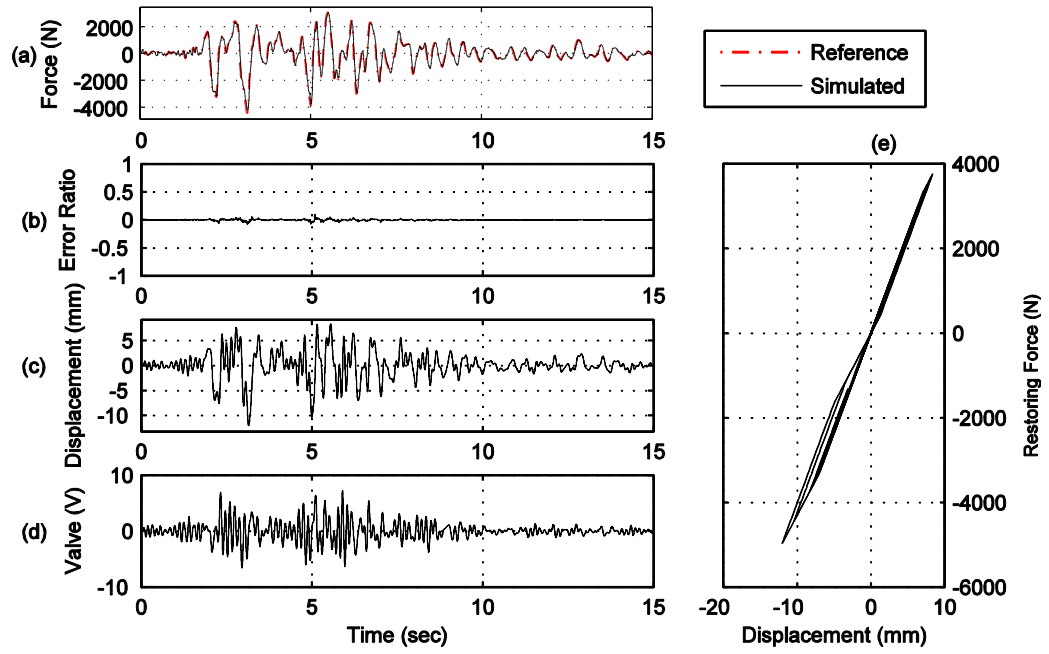 (a)
Force (N)
2000
0
-2000
-4000
0 5 10 15
Reference
Simulated
(b)
Error Ratio
1
0.5
0
-0.5
-1
0 5 10 15
(c)
Displacement (mm)
5
0
-5
-10
0 5 10 15
(d)
Valve (V)
10
0
-10
0 5 10 15
Time (sec)
(e)
4000
2000
0
-2000
-4000
-6000
Restoring Force (N)
-20 -10 0 10
Displacement (mm)